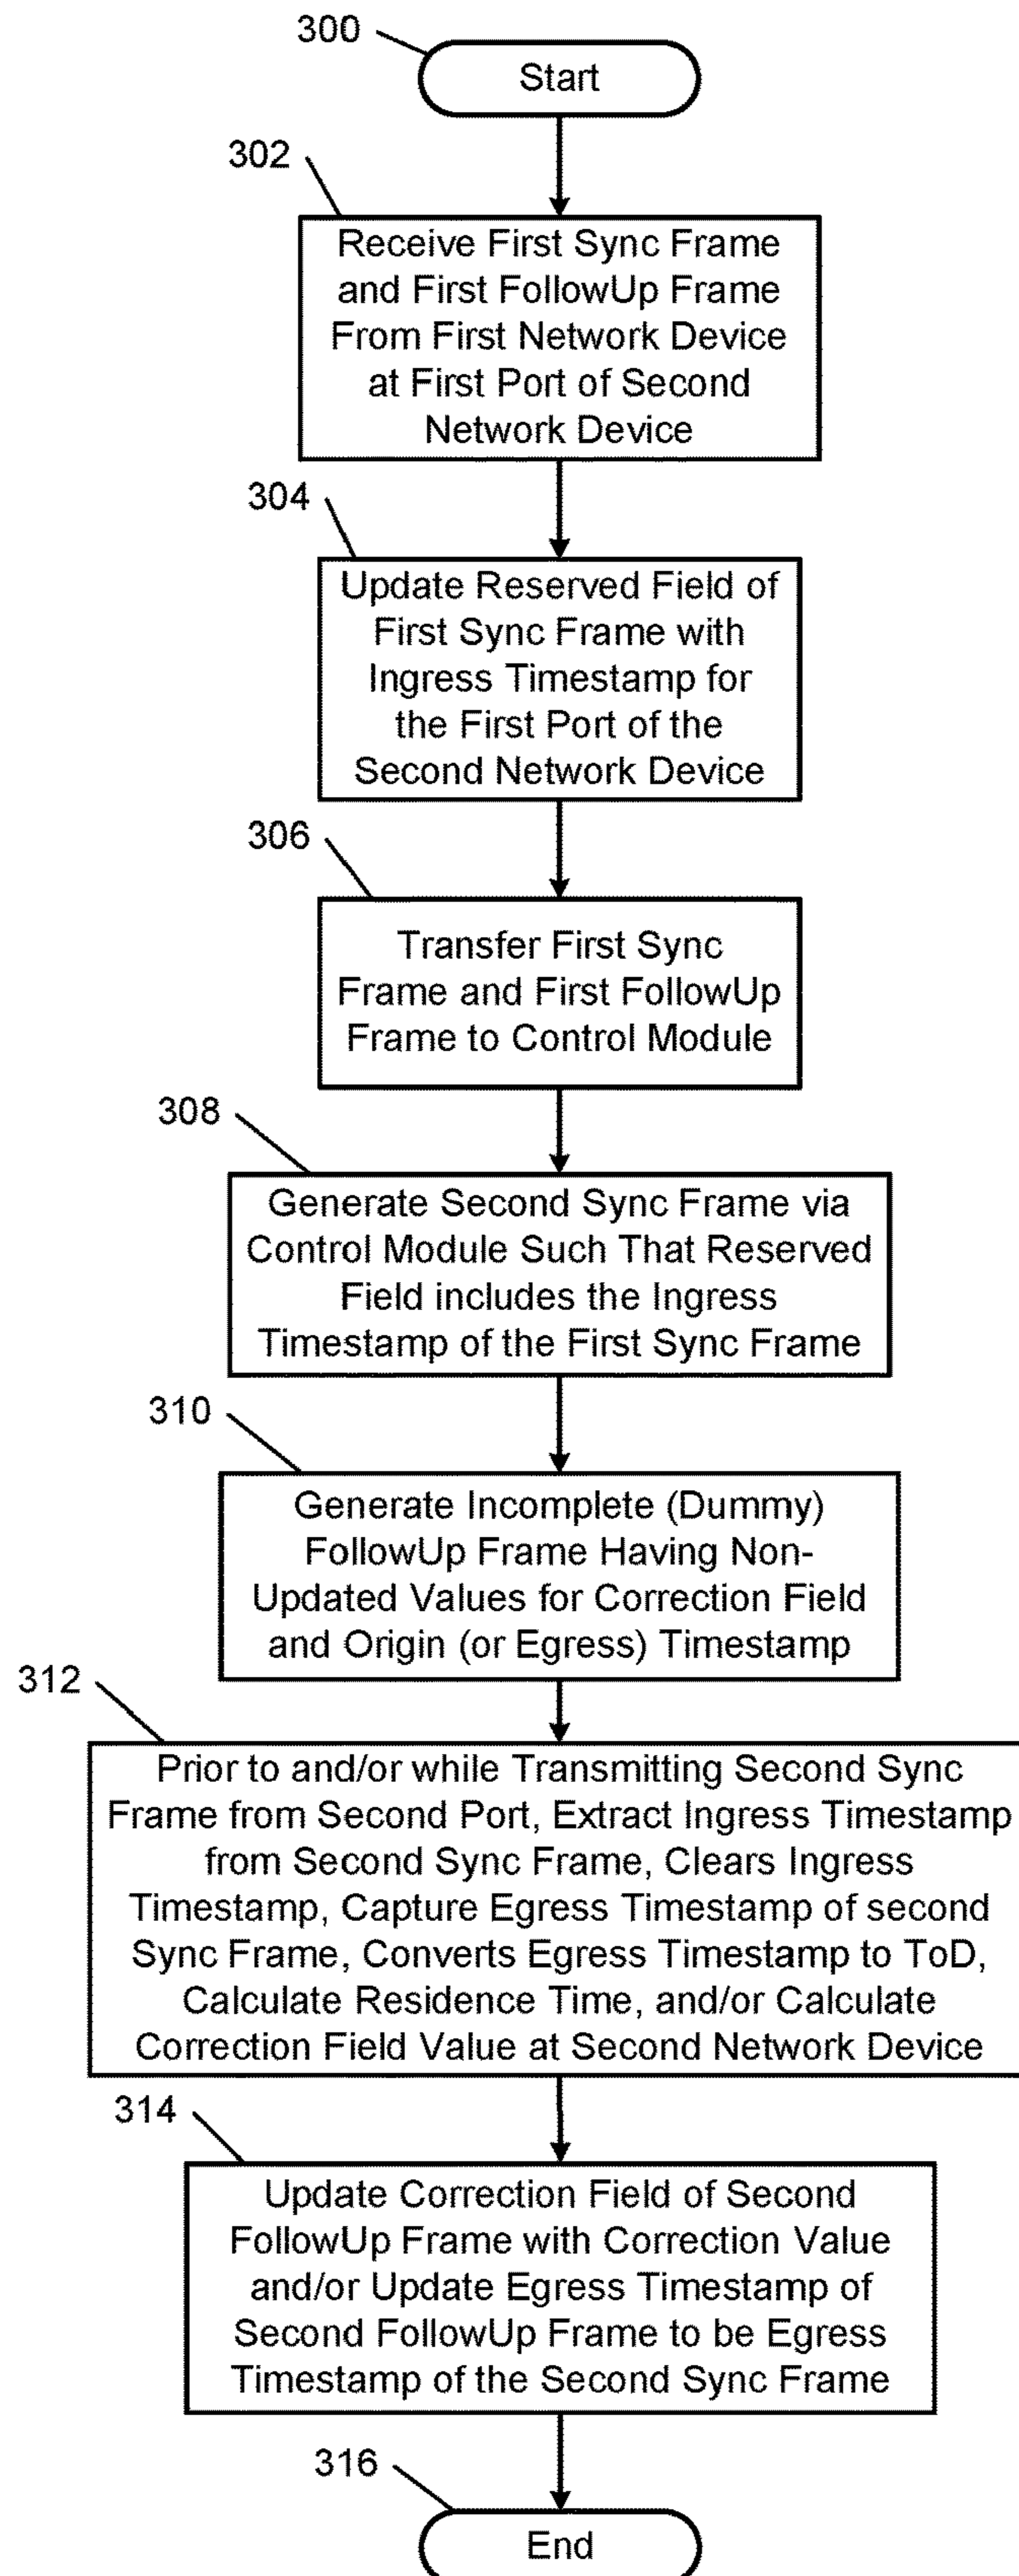 300
Start
302
Receive First Sync Frame
and First FollowUp Frame
From First Network Device
at First Port of Second
Network Device
304
Update Reserved Field of
First Sync Frame with
Ingress Timestamp for
the First Port of the
Second Network Device
306
Transfer First Sync
Frame and First FollowUp
Frame to Control Module
308
Generate Second Sync Frame via
Control Module Such That Reserved
Field includes the Ingress
Timestamp of the First Sync Frame
310
Generate Incomplete (Dummy)
FollowUp Frame Having Non-
Updated Values for Correction Field
and Origin (or Egress) Timestamp
312
Prior to and/or while Transmitting Second Sync
Frame from Second Port, Extract Ingress Timestamp
from Second Sync Frame, Clears Ingress
Timestamp, Capture Egress Timestamp of second
Sync Frame, Converts Egress Timestamp to ToD,
Calculate Residence Time, and/or Calculate
Correction Field Value at Second Network Device
314
Update Correction Field of Second
FollowUp Frame with Correction Value
and/or Update Egress Timestamp of
Second FollowUp Frame to be Egress
Timestamp of the Second Sync Frame
316
End